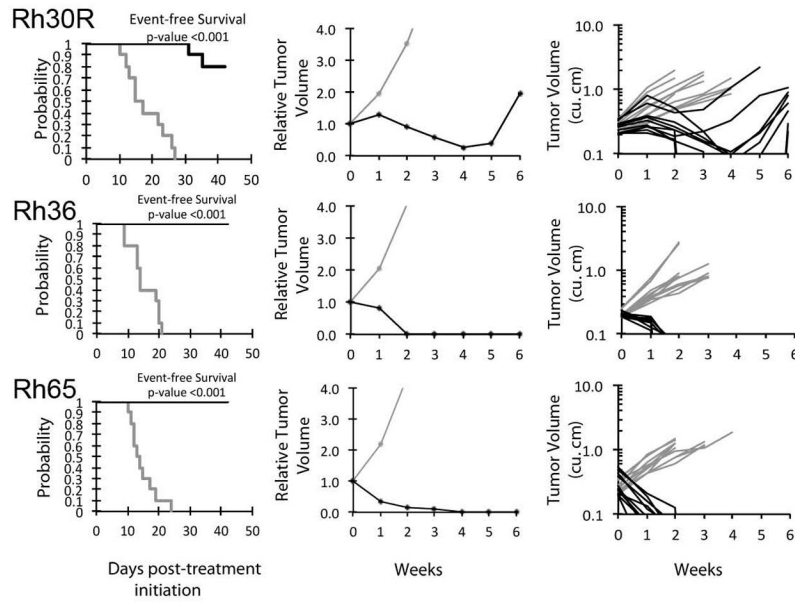 Rh30R
Event-free Survival
p-value <0.001
Probability
1
0.9
0.8
0.7
0.6
0.5
0.4
0.3
0.2
0.1
0
0 10 20 30 40 50
Relative Tumor
Volume
4.0
3.0
2.0
1.0
0.0
0 1 2 3 4 5 6
Tumor Volume
(cu. cm)
10.0
1.0
0.1
0 1 2 3 4 5 6
Rh36
Event-free Survival
p-value <0.001
Probability
1
0.9
0.8
0.7
0.6
0.5
0.4
0.3
0.2
0.1
0
0 10 20 30 40 50
Relative Tumor
Volume
4.0
3.0
2.0
1.0
0.0
0 1 2 3 4 5 6
Tumor Volume
(cu. cm)
10.0
1.0
0.1
0 1 2 3 4 5 6
Rh65
Event-free Survival
p-value <0.001
Probability
1
0.9
0.8
0.7
0.6
0.5
0.4
0.3
0.2
0.1
0
0 10 20 30 40 50
Relative Tumor
Volume
4.0
3.0
2.0
1.0
0.0
0 1 2 3 4 5 6
Tumor Volume
(cu. cm)
10.0
1.0
0.1
0 1 2 3 4 5 6
Days post-treatment
initiation
Weeks
Weeks